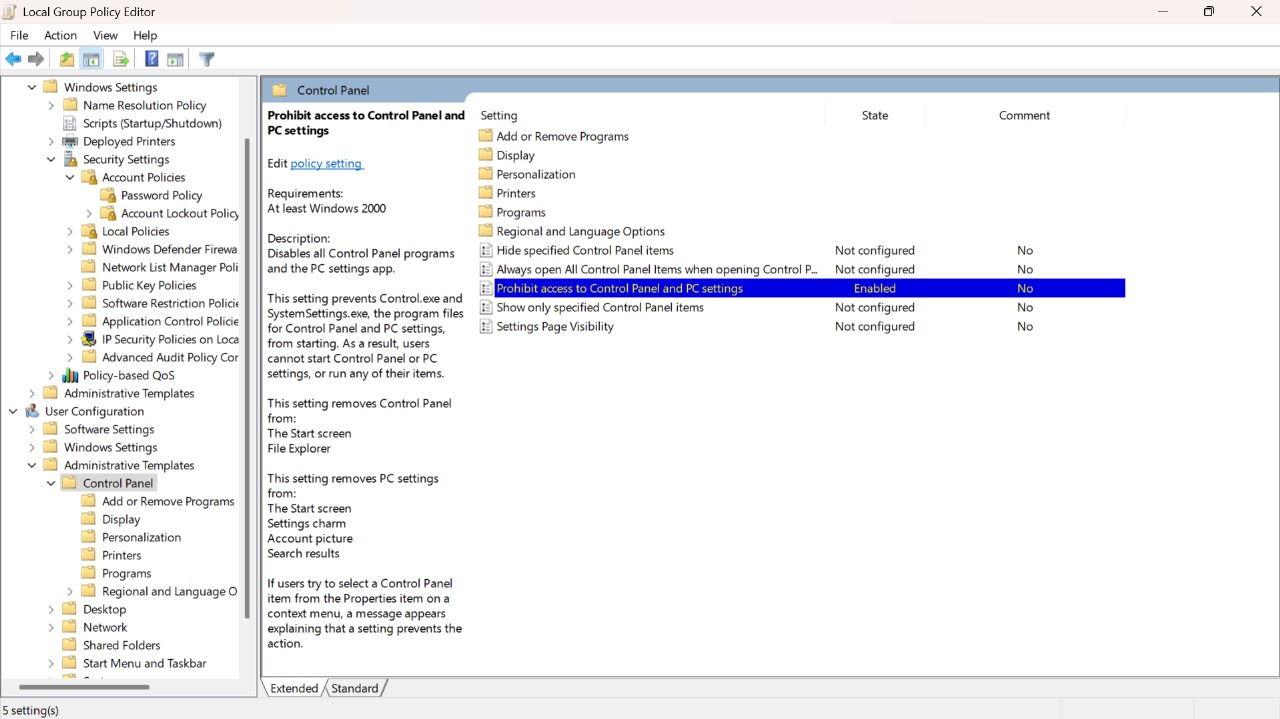 Local Group Policy Editor
File Action View Help
Windows Settings
Name Resolution Policy
Scripts (Startup/Shutdown)
Deployed Printers
Security Settings
Account Policies
Password Policy
Account Lockout Policy
Local Policies
Windows Defender Firewa
Network List Manager Poli
Public Key Policies
Software Restriction Policie
Application Control Policie
IP Security Policies on Loca
Advanced Audit Policy Cor
Policy-based QoS
Administrative Templates
User Configuration
Software Settings
Windows Settings
Administrative Templates
Control Panel
Add or Remove Programs
Display
Personalization
Printers
Programs
Regional and Language O
Desktop
Network
Shared Folders
Start Menu and Taskbar
Control Panel
Prohibit access to Control Panel and
PC settings
Edit policy setting
Requirements:
At least Windows 2000
Description:
Disables all Control Panel programs
and the PC settings app.
This setting prevents Control.exe and
SystemSettings.exe, the program files
for Control Panel and PC settings,
from starting. As a result, users
cannot start Control Panel or PC
settings, or run any of their items.
This setting removes Control Panel
from:
The Start screen
File Explorer
This setting removes PC settings
from:
The Start screen
Settings charm
Account picture
Search results
If users try to select a Control Panel
item from the Properties item on a
context menu, a message appears
explaining that a setting prevents the
action.
Setting State Comment
Add or Remove Programs
Display
Personalization
Printers
Programs
Regional and Language Options
Hide specified Control Panel items Not configured No
Always open All Control Panel Items when opening Control P... Not configured No
Prohibit access to Control Panel and PC settings Enabled No
Show only specified Control Panel items Not configured No
Settings Page Visibility Not configured No
Extended Standard
5 setting(s)